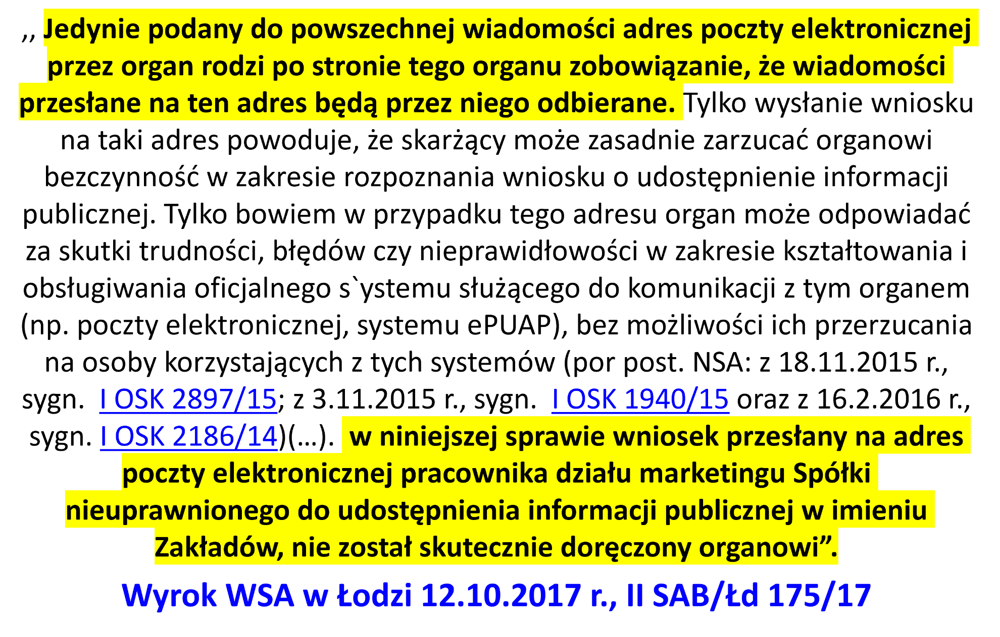 ,, Jedynie podany do powszechnej wiadomości adres poczty elektronicznej
przez organ rodzi po stronie tego organu zobowiązanie, że wiadomości
przesłane na ten adres będą przez niego odbierane. Tylko wysłanie wniosku
na taki adres powoduje, że skarżący może zasadnie zarzucać organowi
bezczynność w zakresie rozpoznania wniosku o udostępnienie informacji
publicznej. Tylko bowiem w przypadku tego adresu organ może odpowiadać
za skutki trudności, błędów czy nieprawidłowości w zakresie kształtowania i
obsługiwania oficjalnego s`ystemu służącego do komunikacji z tym organem
(np. poczty elektronicznej, systemu ePUAP), bez możliwości ich przerzucania
na osoby korzystających z tych systemów (por post. NSA: z 18.11.2015 r.,
sygn. I OSK 2897/15; z 3.11.2015 r., sygn. I OSK 1940/15 oraz z 16.2.2016 r.,
sygn. I OSK 2186/14)(…). w niniejszej sprawie wniosek przesłany na adres
poczty elektronicznej pracownika działu marketingu Spółki
nieuprawnionego do udostępnienia informacji publicznej w imieniu
Zakładów, nie został skutecznie doręczony organowi”.
Wyrok WSA w Łodzi 12.10.2017 r., II SAB/Łd 175/17